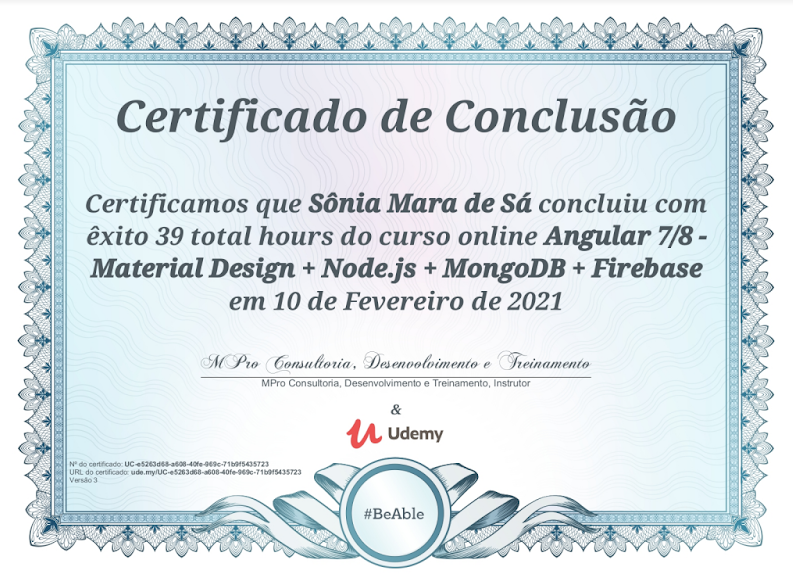 Certificado de Conclusão
Certificamos que Sônia Mara de Sá concluiu com
êxito 39 total hours do curso online Angular 7/8 -
Material Design + Node.js + MongoDB + Firebase
em 10 de Fevereiro de 2021
MPro Consultoria, Desenvolvimento e Treinamento
MPro Consultoria, Desenvolvimento e Treinamento, Instrutor
&
Udemy
Nº do certificado: UC-e5263d68-a608-40fe-969c-71b9f5435723
URL do certificado: ude.my/UC-e5263d68-a608-40fe-969c-71b9f5435723
Versão 3
#BeAble